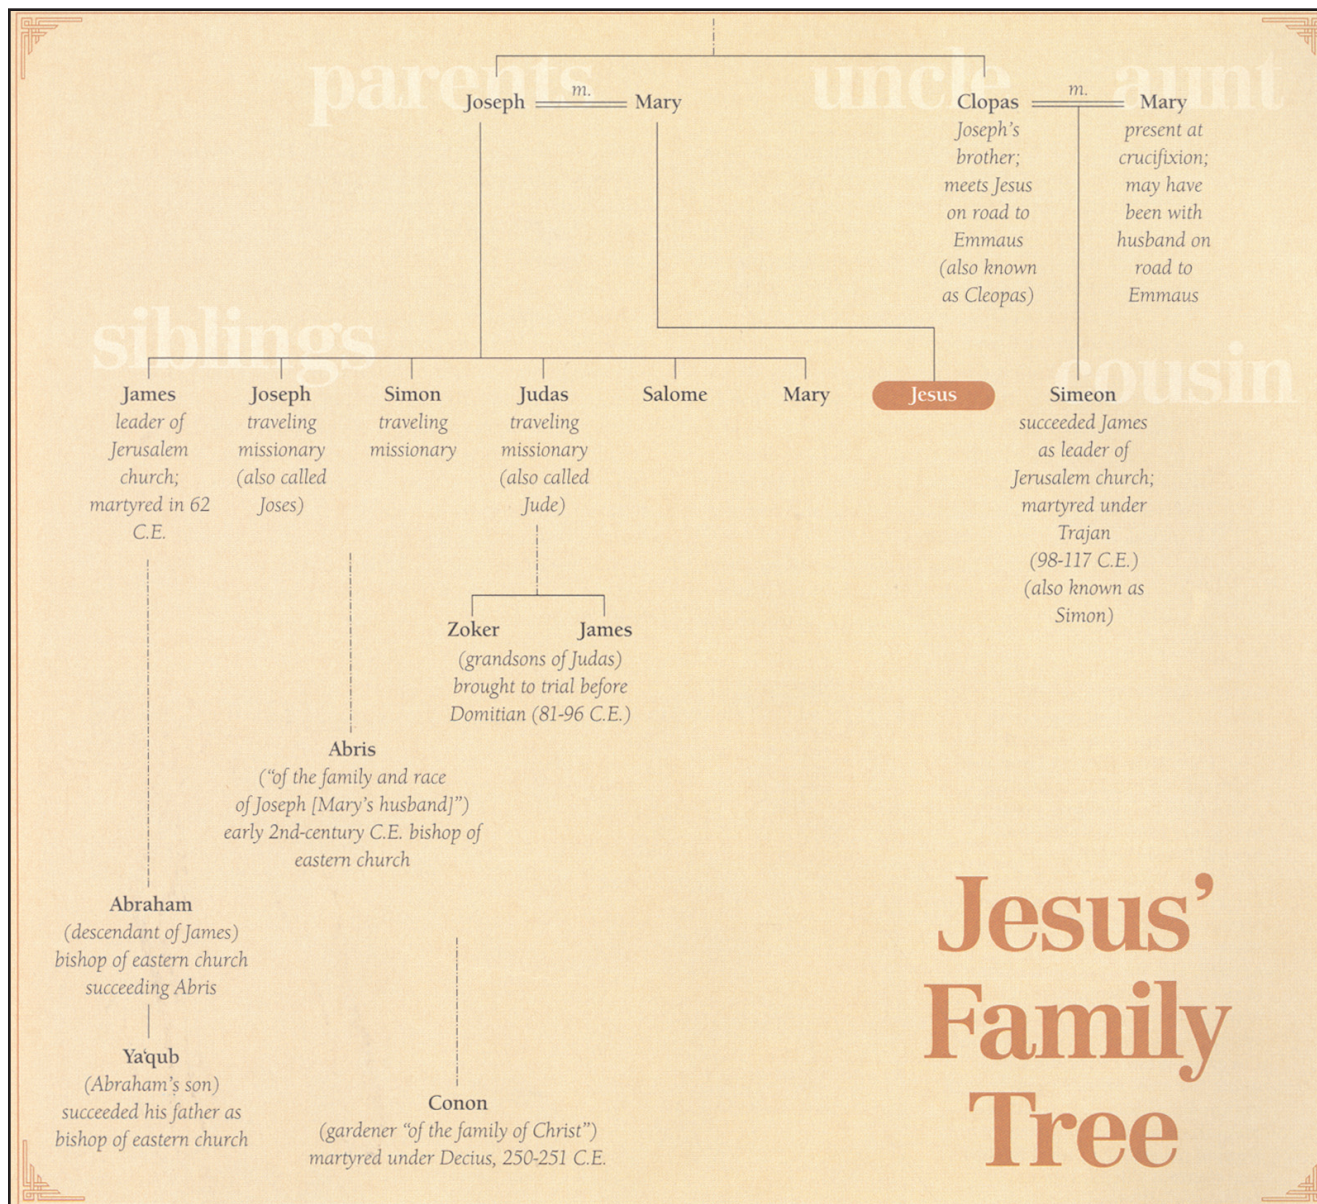 parents
uncle
aunt
Joseph
m.
Mary
Clopas
m.
Mary
Joseph's
brother;
meets Jesus
on road to
Emmaus
(also known
as Cleopas)
present at
crucifixion;
may have
been with
husband on
road to
Emmaus
siblings
cousin
James
leader of
Jerusalem
church;
martyred in 62
C.E.
Joseph
traveling
missionary
(also called
Joses)
Simon
traveling
missionary
Judas
traveling
missionary
(also called
Jude)
Salome
Mary
Jesus
Simeon
succeeded James
as leader of
Jerusalem church;
martyred under
Trajan
(98-117 C.E.)
(also known as
Simon)
Zoker
James
(grandsons of Judas)
brought to trial before
Domitian (81-96 C.E.)
Abris
("of the family and race
of Joseph [Mary's husband]")
early 2nd-century C.E. bishop of
eastern church
Abraham
(descendant of James)
bishop of eastern church
succeeding Abris
Ya‘qub
(Abraham's son)
succeeded his father as
bishop of eastern church
Conon
(gardener "of the family of Christ")
martyred under Decius, 250-251 C.E.
Jesus’
Family
Tree